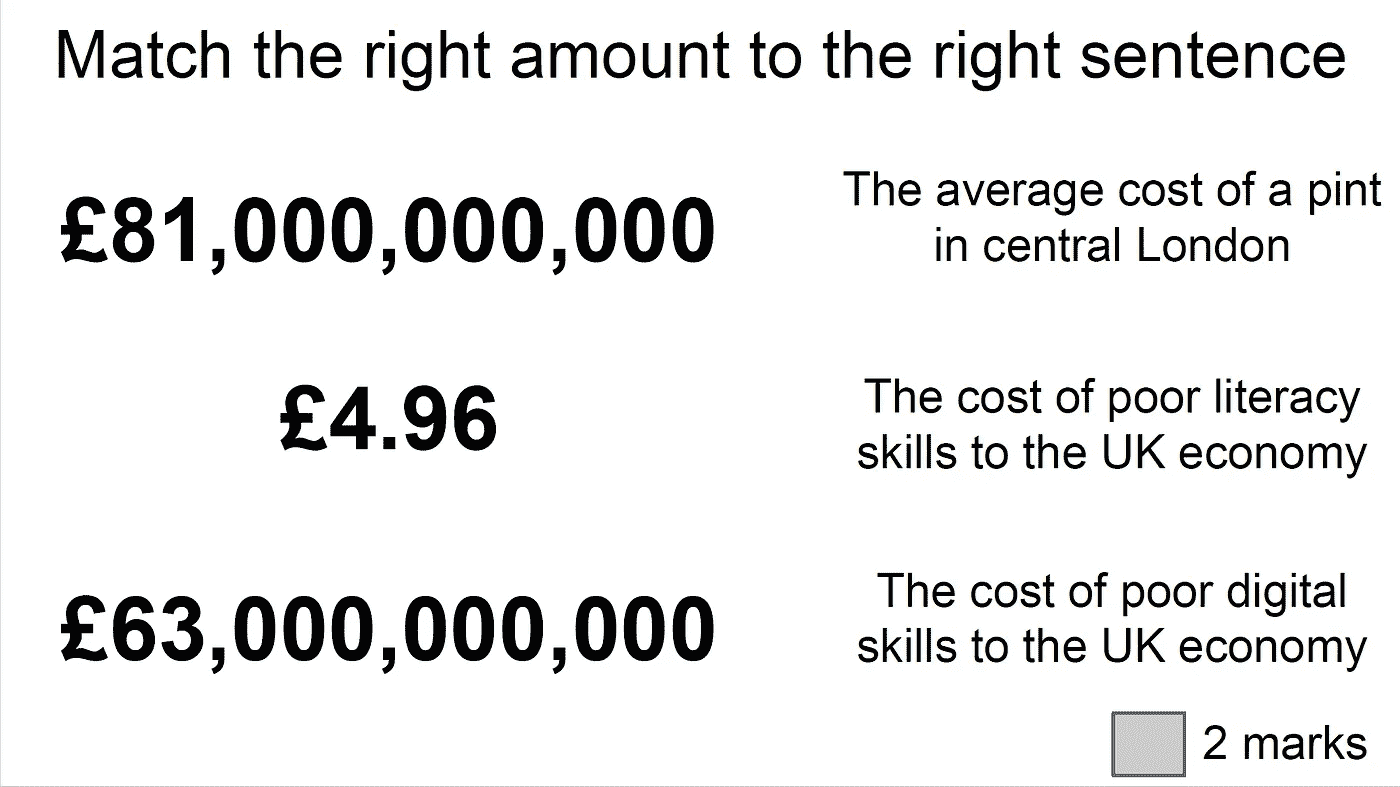 Match the right amount to the right sentence
£81,000,000,000
The average cost of a pint
in central London
£4.96
The cost of poor literacy
skills to the UK economy
£63,000,000,000
The cost of poor digital
skills to the UK economy
2 marks